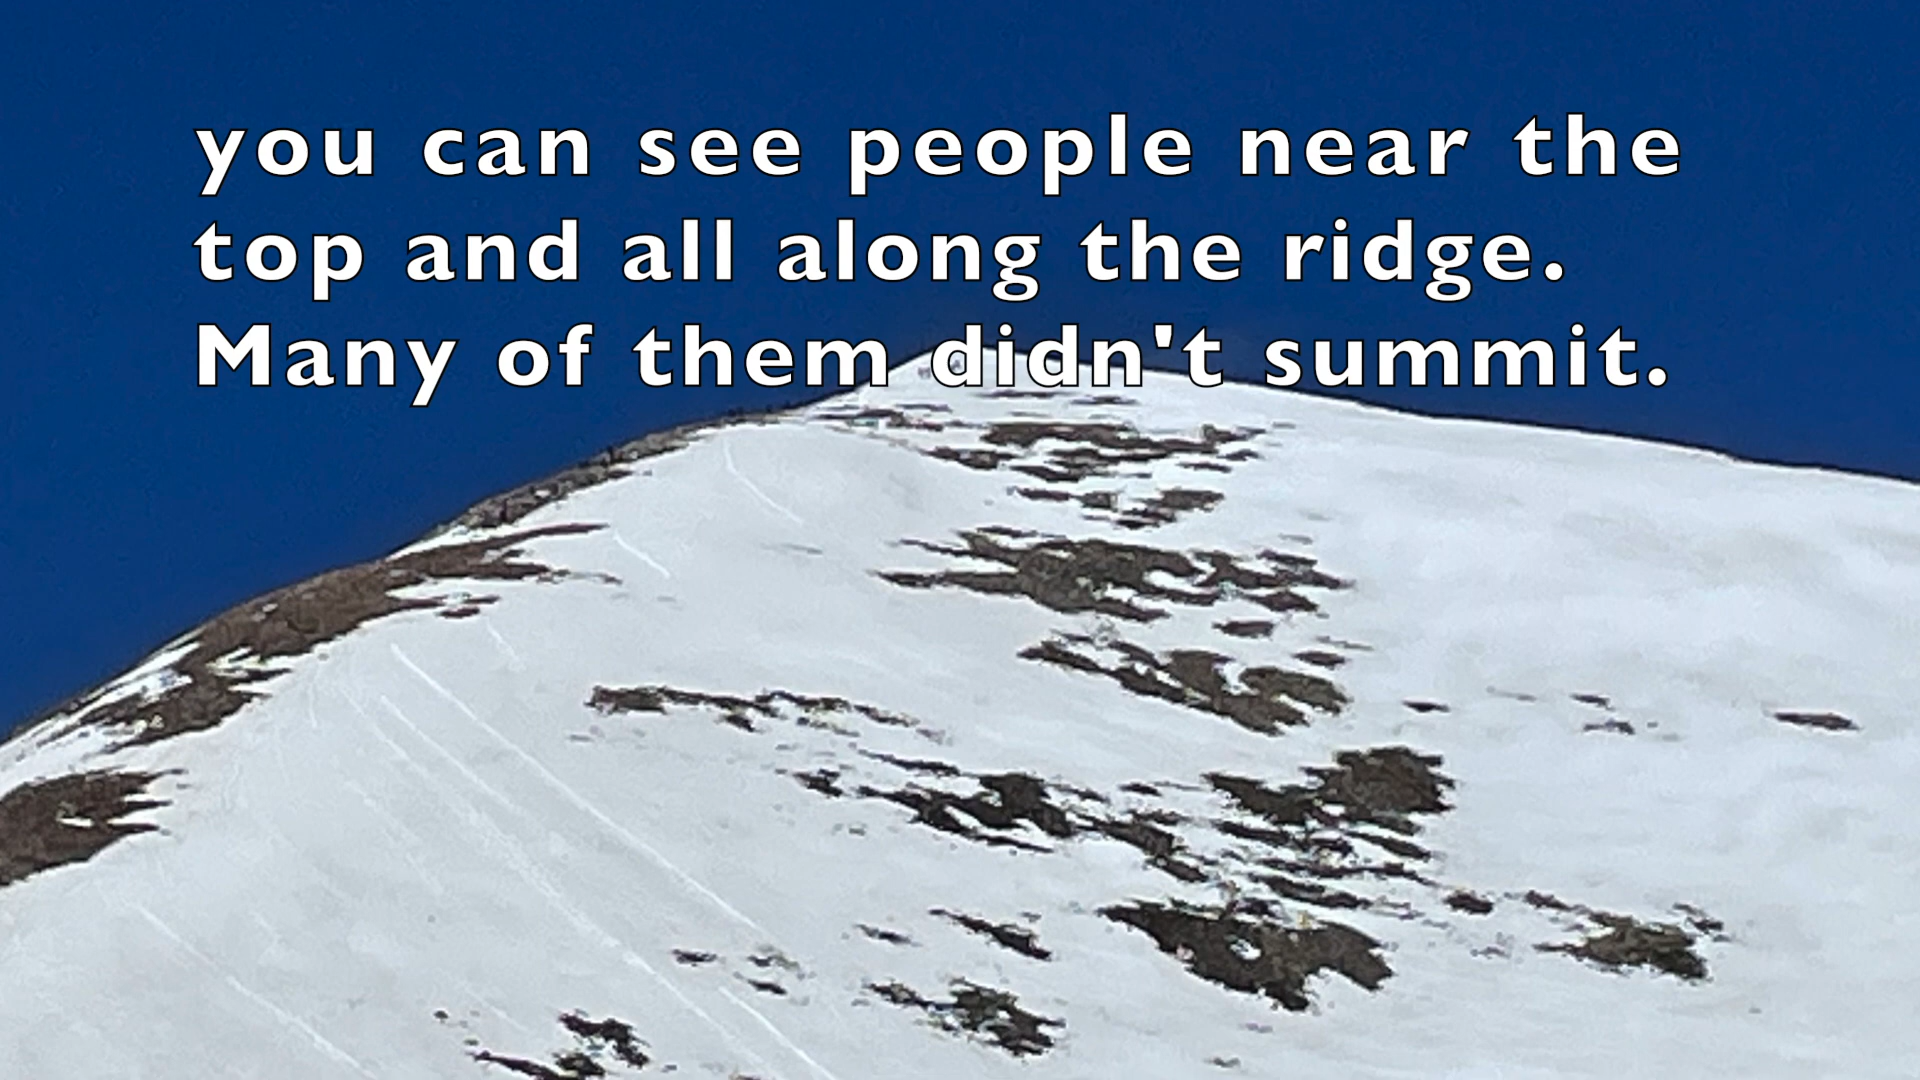 you can see people near the
top and all along the ridge.
Many of them didn't summit.